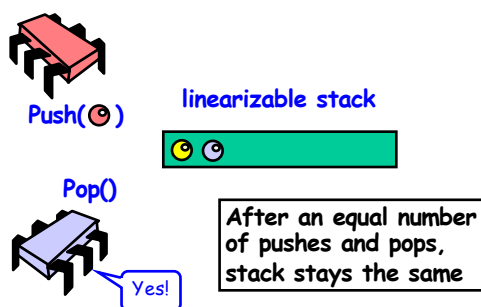 linearizable stack
Push( )
Pop()
After an equal number
of pushes and pops,
stack stays the same
Yes!